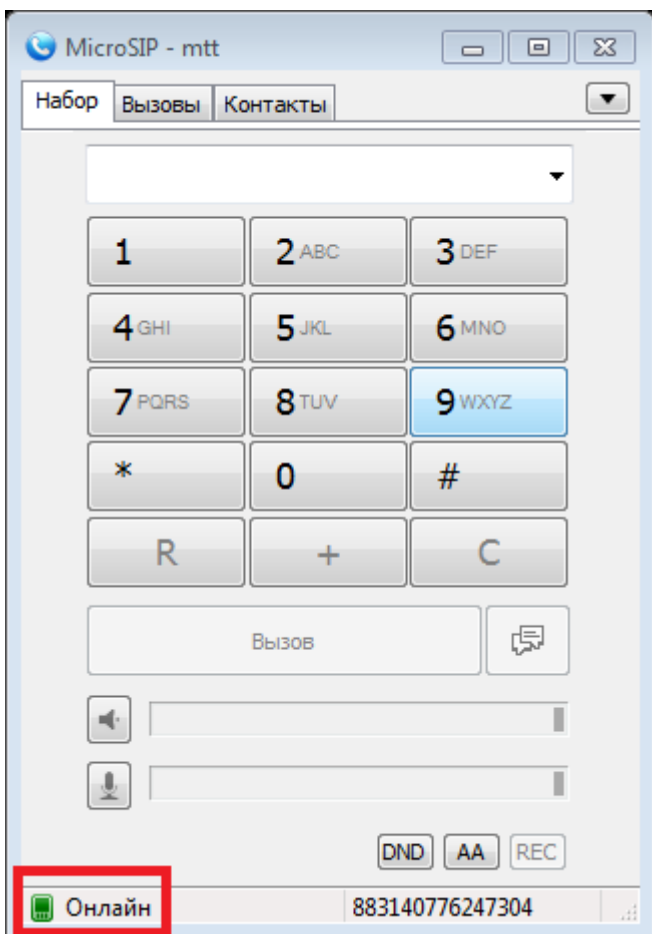 MicroSIP - mtt
Набор Вызовы Контакты
1 2 ABC 3 DEF
4 GHI 5 JKL 6 MNO
7 PQRS 8 TUV 9 WXYZ
* 0 #
R + C
Вызов
DND AA REC
Онлайн 883140776247304